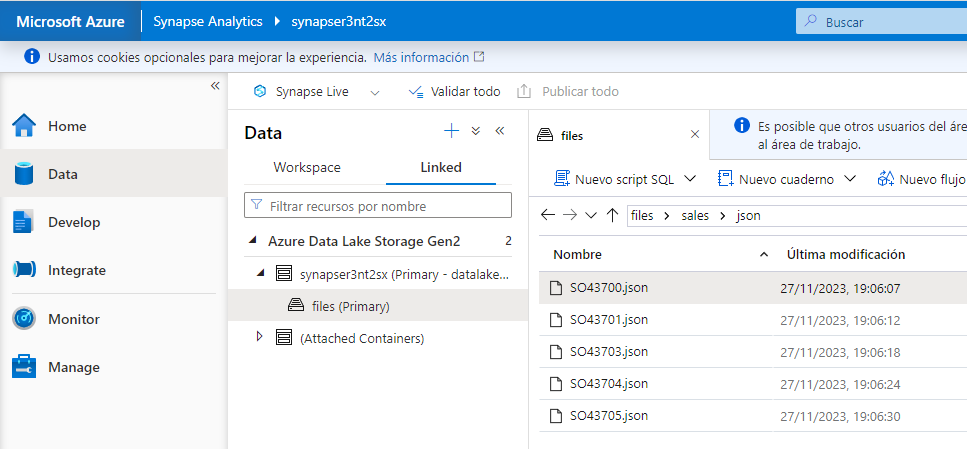 Microsoft Azure
Synapse Analytics
synapser3nt2sx
Buscar
Usamos cookies opcionales para mejorar la experiencia. Más información
Home
Data
Develop
Integrate
Monitor
Manage
Synapse Live
Validar todo
Publicar todo
Data
Workspace
Linked
Filtrar recursos por nombre
Azure Data Lake Storage Gen2 2
synapser3nt2sx (Primary - datalake...
files (Primary)
(Attached Containers)
files
Es posible que otros usuarios del áre
al área de trabajo.
Nuevo script SQL
Nuevo cuaderno
Nuevo flujo
files
sales
json
Nombre Última modificación
SO43700.json 27/11/2023, 19:06:07
SO43701.json 27/11/2023, 19:06:12
SO43703.json 27/11/2023, 19:06:18
SO43704.json 27/11/2023, 19:06:24
SO43705.json 27/11/2023, 19:06:30